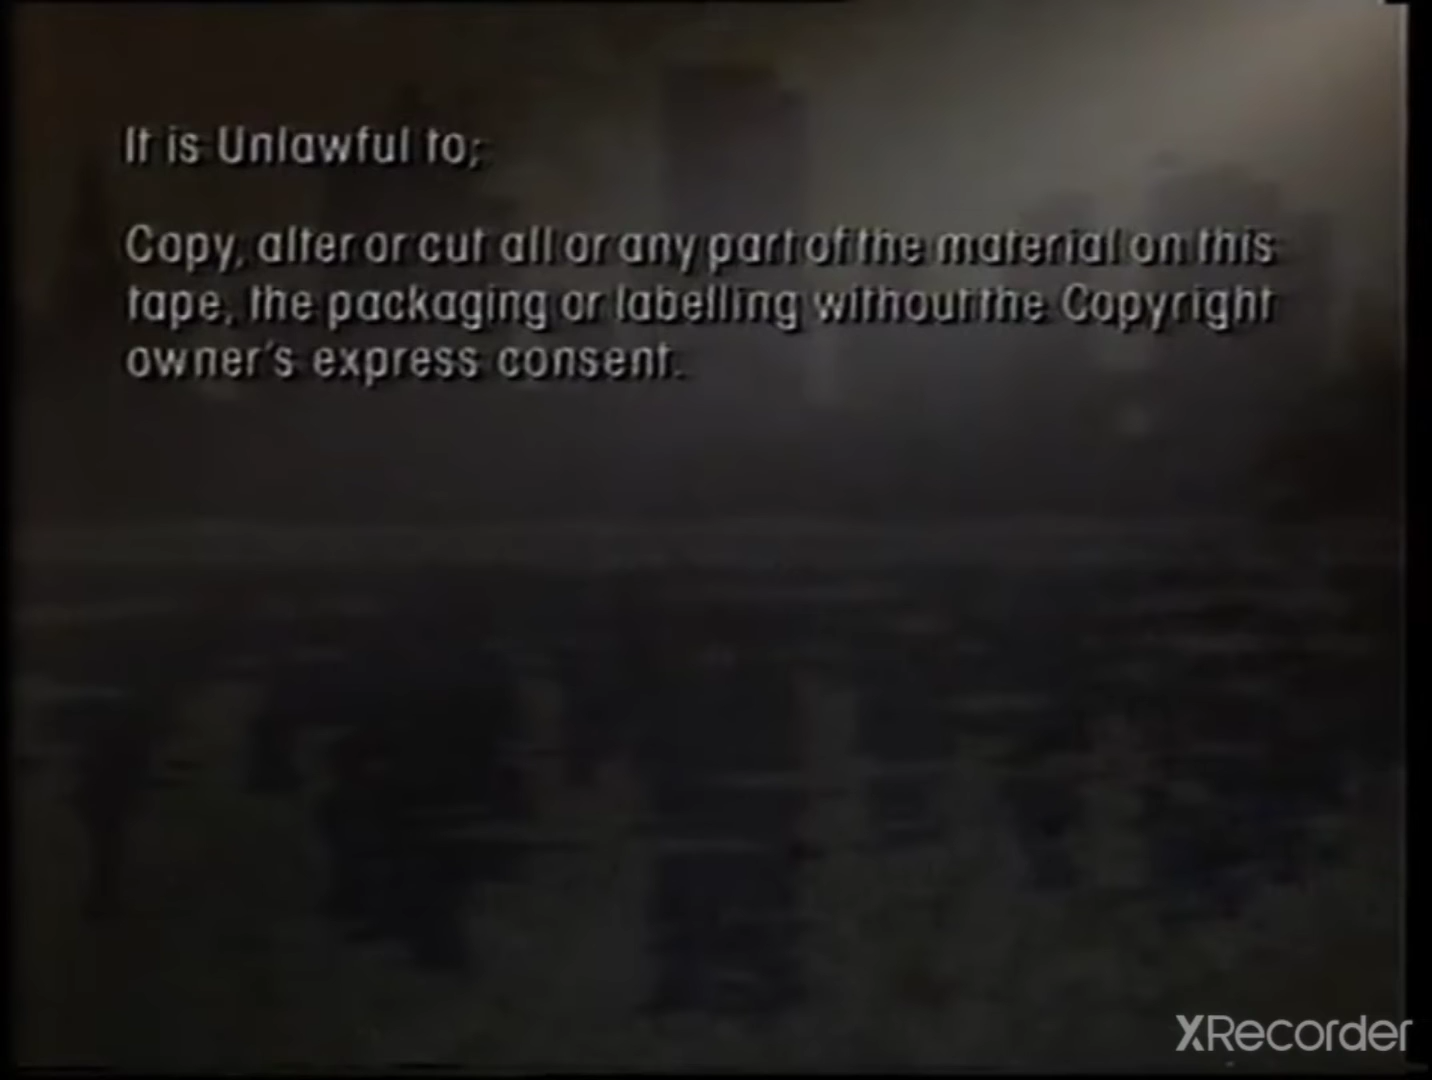 It is Unlawful to;
Copy, alter or cut all or any part of the material on this
tape, the packaging or labelling without the Copyright
owner's express consent.
XRecorder